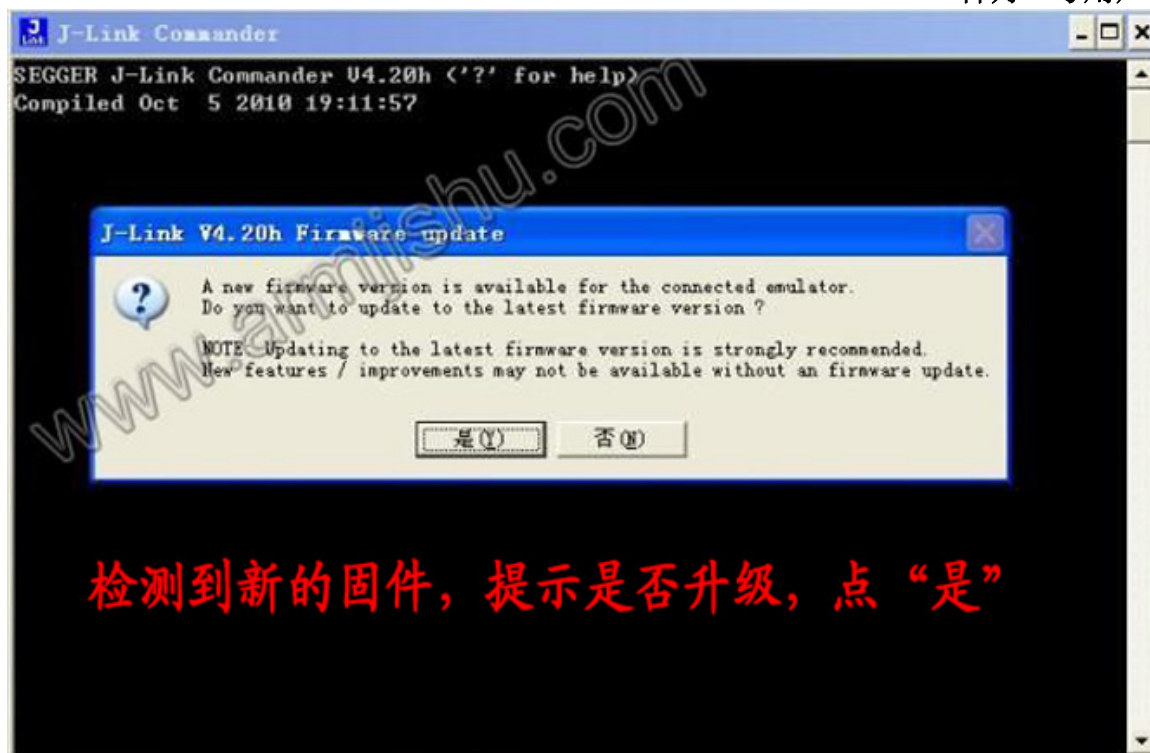 J-Link Commander
SEGGER J-Link Commander V4.20h ('?' for help)
Compiled Oct  5 2010 19:11:57
www.armjishu.com
J-Link V4.20h Firmware update
A new firmware version is available for the connected emulator.
Do you want to update to the latest firmware version ?
NOTE: Updating to the latest firmware version is strongly recommended.
New features / improvements may not be available without an firmware update.
是(Y) 否(N)
检测到新的固件，提示是否升级，点“是”